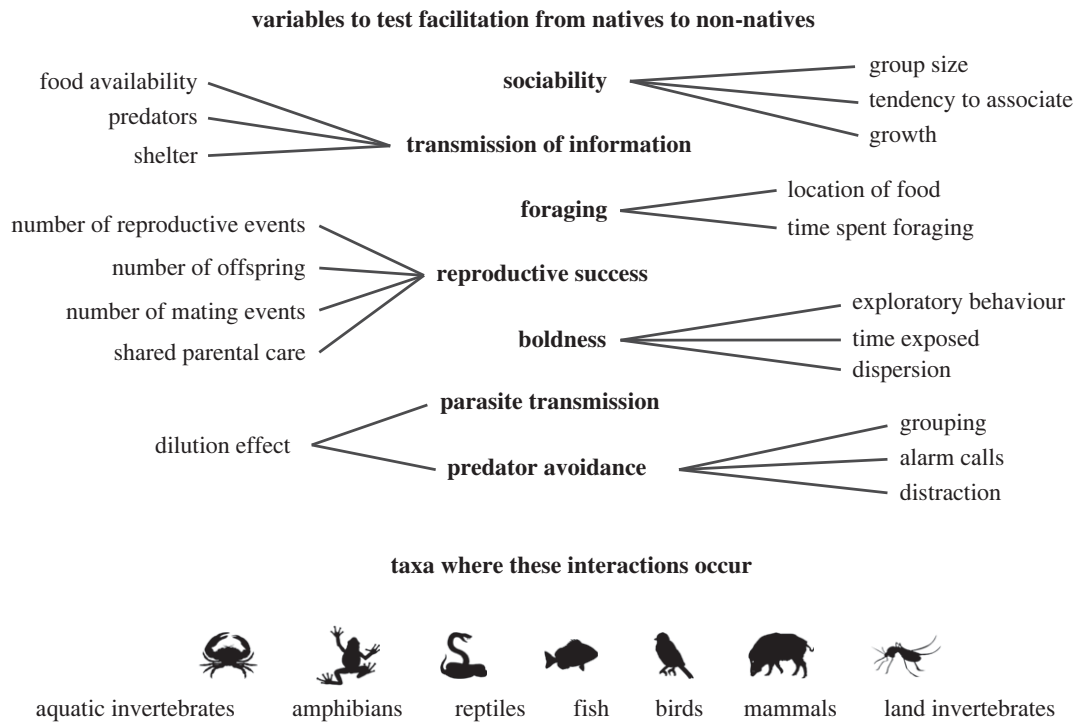 variables to test facilitation from natives to non-natives
food availability
predators
shelter
sociability
group size
tendency to associate
growth
transmission of information
foraging
location of food
time spent foraging
number of reproductive events
number of offspring
number of mating events
shared parental care
reproductive success
boldness
exploratory behaviour
time exposed
dispersion
parasite transmission
dilution effect
predator avoidance
grouping
alarm calls
distraction
taxa where these interactions occur
aquatic invertebrates
amphibians
reptiles
fish
birds
mammals
land invertebrates